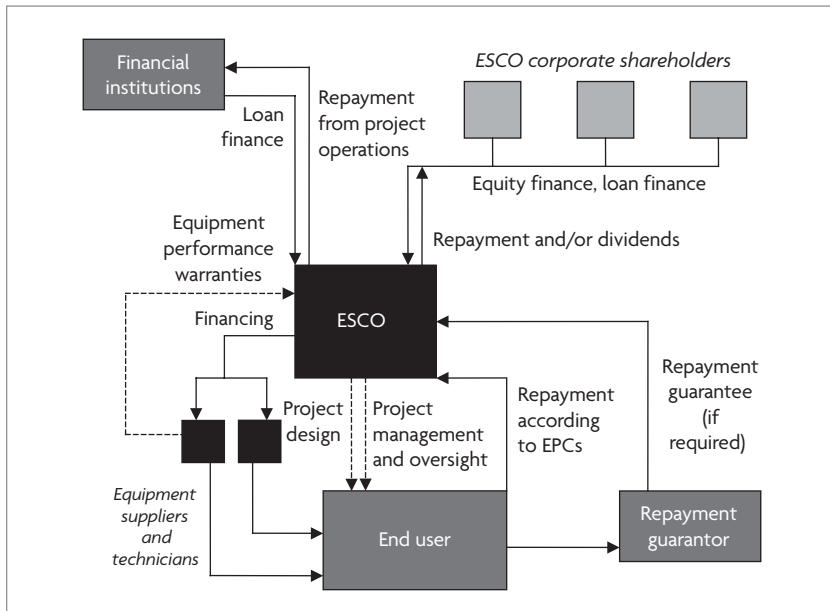 Financial
institutions
ESCO corporate shareholders
Loan
finance
Repayment
from project
operations
Equity finance, loan finance
Equipment
performance
warranties
Repayment and/or dividends
Financing
ESCO
Project
design
Project
management
and oversight
Repayment
according
to EPCs
Repayment
guarantee
(if
required)
Equipment
suppliers
and
technicians
End user
Repayment
guarantor